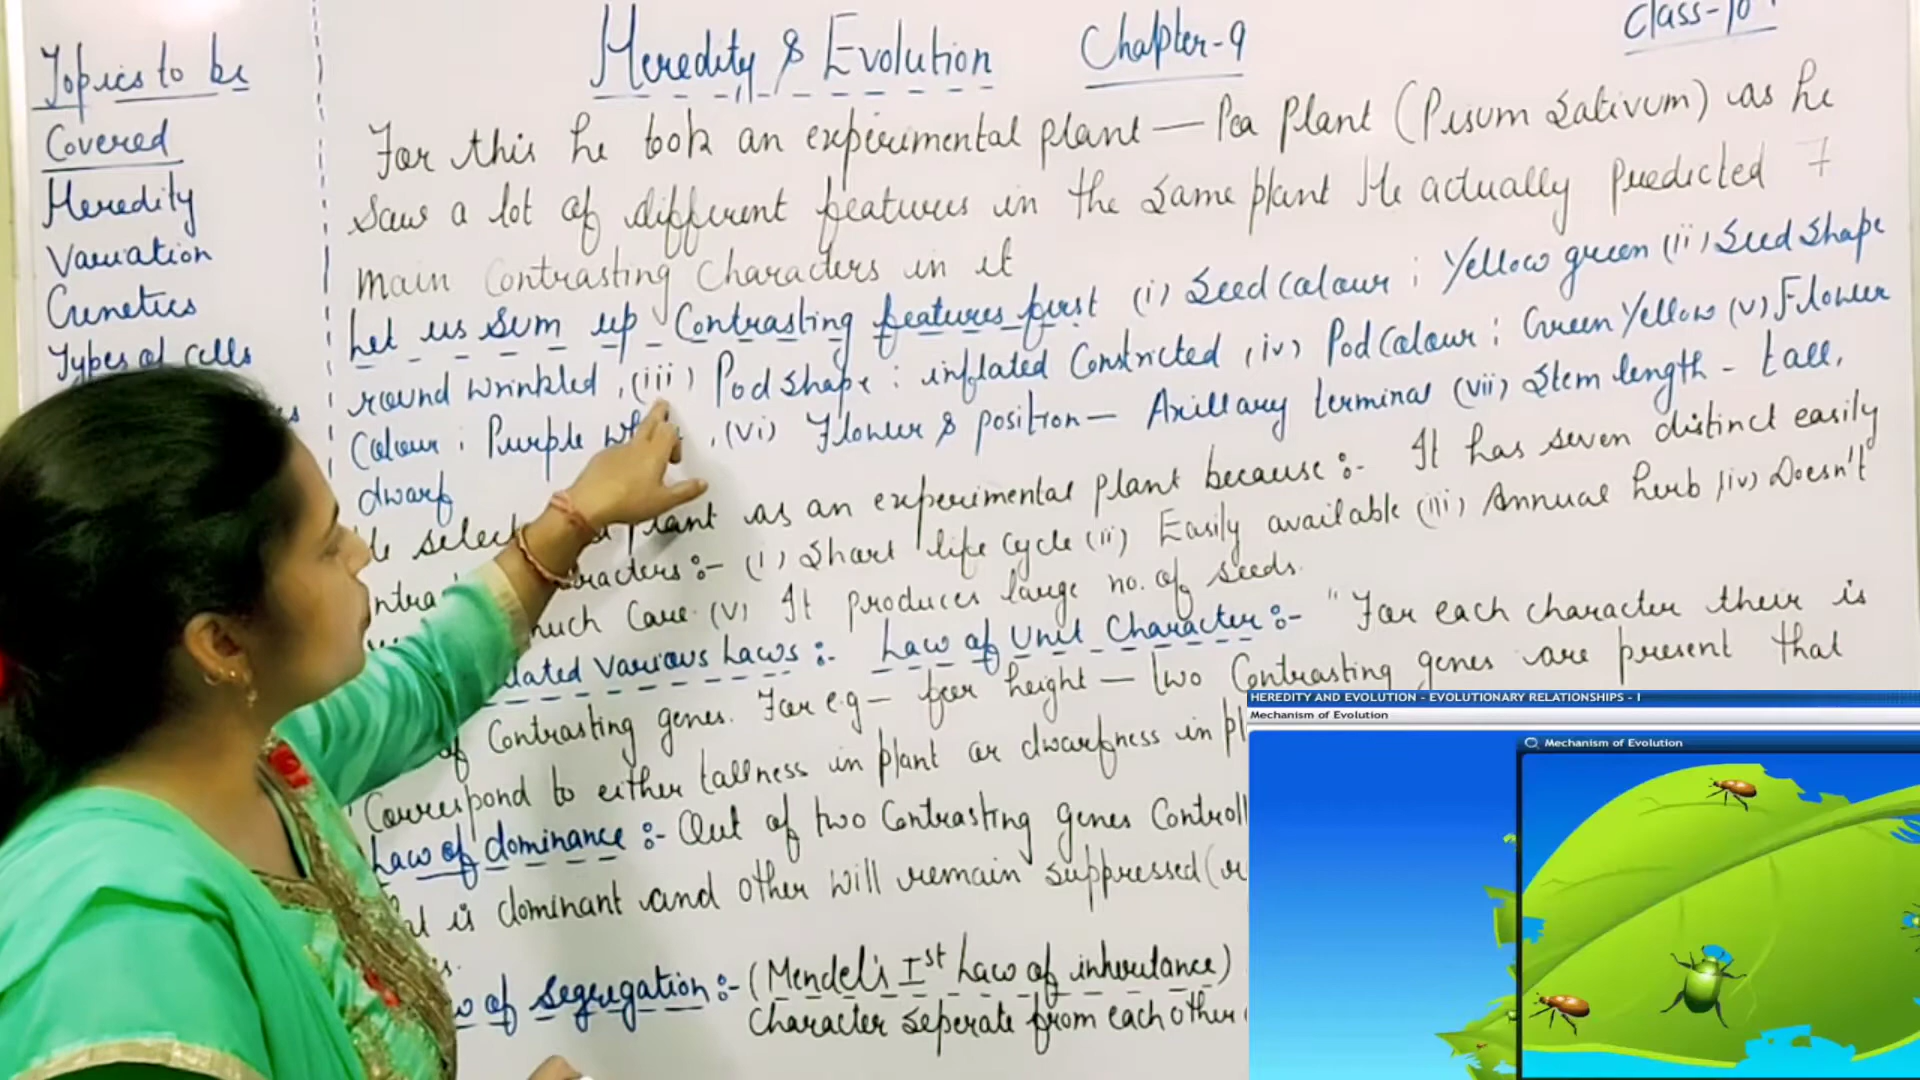 Topics to be
Covered
Heredity
Variation
Genetics
Types of Cells
Heredity & Evolution Chapter-9
Class-10
For this he took an experimental plant — Pea Plant (Pisum Sativum) as he
Saw a lot of different features in the same plant He actually predicted 7
main Contrasting Characters in it
Let us Sum up Contrasting features first (i) Seed Colour : Yellow green (ii) Seed Shape
round wrinkled, (iii) Pod shape : inflated Constricted, (iv) Pod Colour : Green Yellow (v) Flower
Colour : Purple , (vi) Flower & position — Axillary terminal (vii) Stem length - tall,
dwarf
plant as an experimental plant because :- It has seven distinct easily
:- (i) Short life cycle (ii) Easily available (iii) Annual herb, (iv) Doesn't
much Care (v) It produces large no. of seeds.
Various Laws :- Law of Unit Character :- "For each character their is
of Contrasting genes. For e.g — for height — two Contrasting genes are present that
Correspond to either tallness in plant or dwarfness in
Law of dominance :- Out of two Contrasting genes
is dominant and other will remain suppressed
of segregation :- (Mendel's Ist Law of inheritance)
Character seperate from each other
HEREDITY AND EVOLUTION - EVOLUTIONARY RELATIONSHIPS - I
Mechanism of Evolution
Mechanism of Evolution